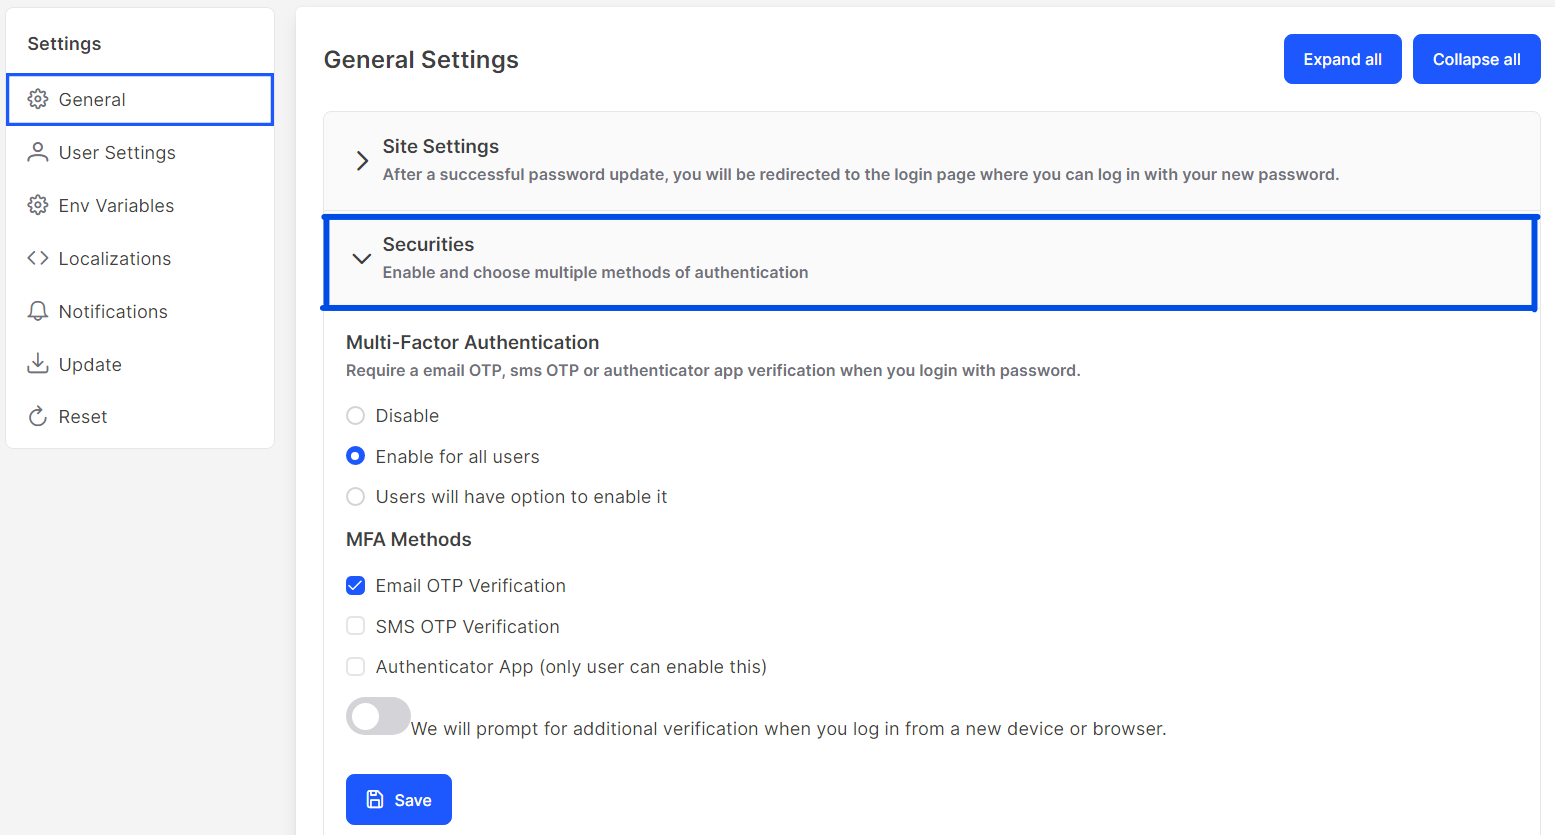 Settings
General
User Settings
Env Variables
Localizations
Notifications
Update
Reset
General Settings
Expand all
Collapse all
Site Settings
After a successful password update, you will be redirected to the login page where you can log in with your new password.
Securities
Enable and choose multiple methods of authentication
Multi-Factor Authentication
Require a email OTP, sms OTP or authenticator app verification when you login with password.
Disable
Enable for all users
Users will have option to enable it
MFA Methods
Email OTP Verification
SMS OTP Verification
Authenticator App (only user can enable this)
We will prompt for additional verification when you log in from a new device or browser.
Save